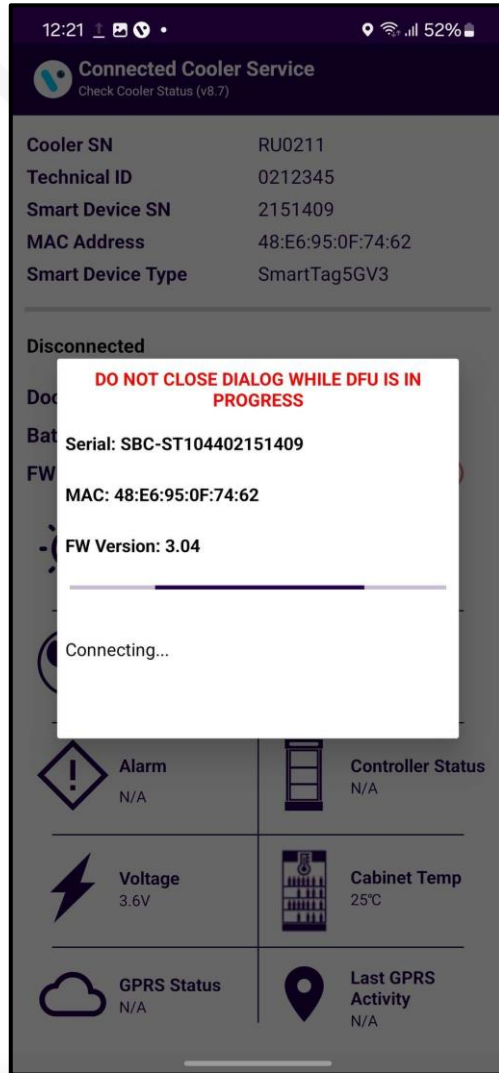 12:21
52%
Connected Cooler Service
Check Cooler Status (v8.7)
Cooler SN RU0211
Technical ID 0212345
Smart Device SN 2151409
MAC Address 48:E6:95:0F:74:62
Smart Device Type SmartTag5GV3
Disconnected
Doo
DO NOT CLOSE DIALOG WHILE DFU IS IN
PROGRESS
Bat
Serial: SBC-ST104402151409
FW
MAC: 48:E6:95:0F:74:62
FW Version: 3.04
Connecting...
Alarm
N/A
Controller Status
N/A
Voltage
3.6V
Cabinet Temp
25°C
GPRS Status
N/A
Last GPRS
Activity
N/A